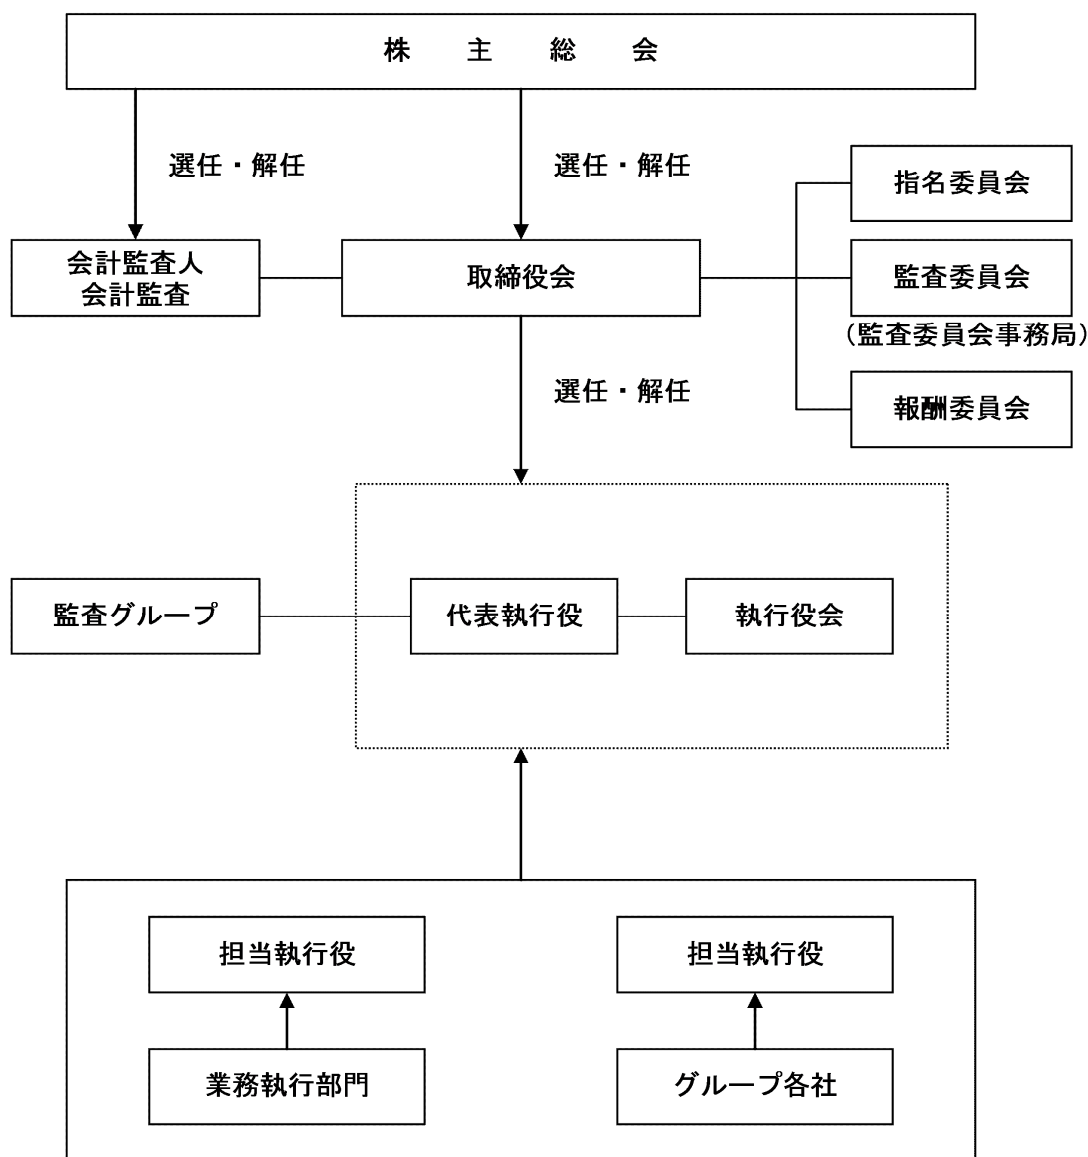 株主総会
選任・解任
選任・解任
指名委員会
会計監査人
会計監査
取締役会
監査委員会
（監査委員会事務局）
選任・解任
報酬委員会
監査グループ
代表執行役
執行役会
担当執行役
担当執行役
業務執行部門
グループ各社